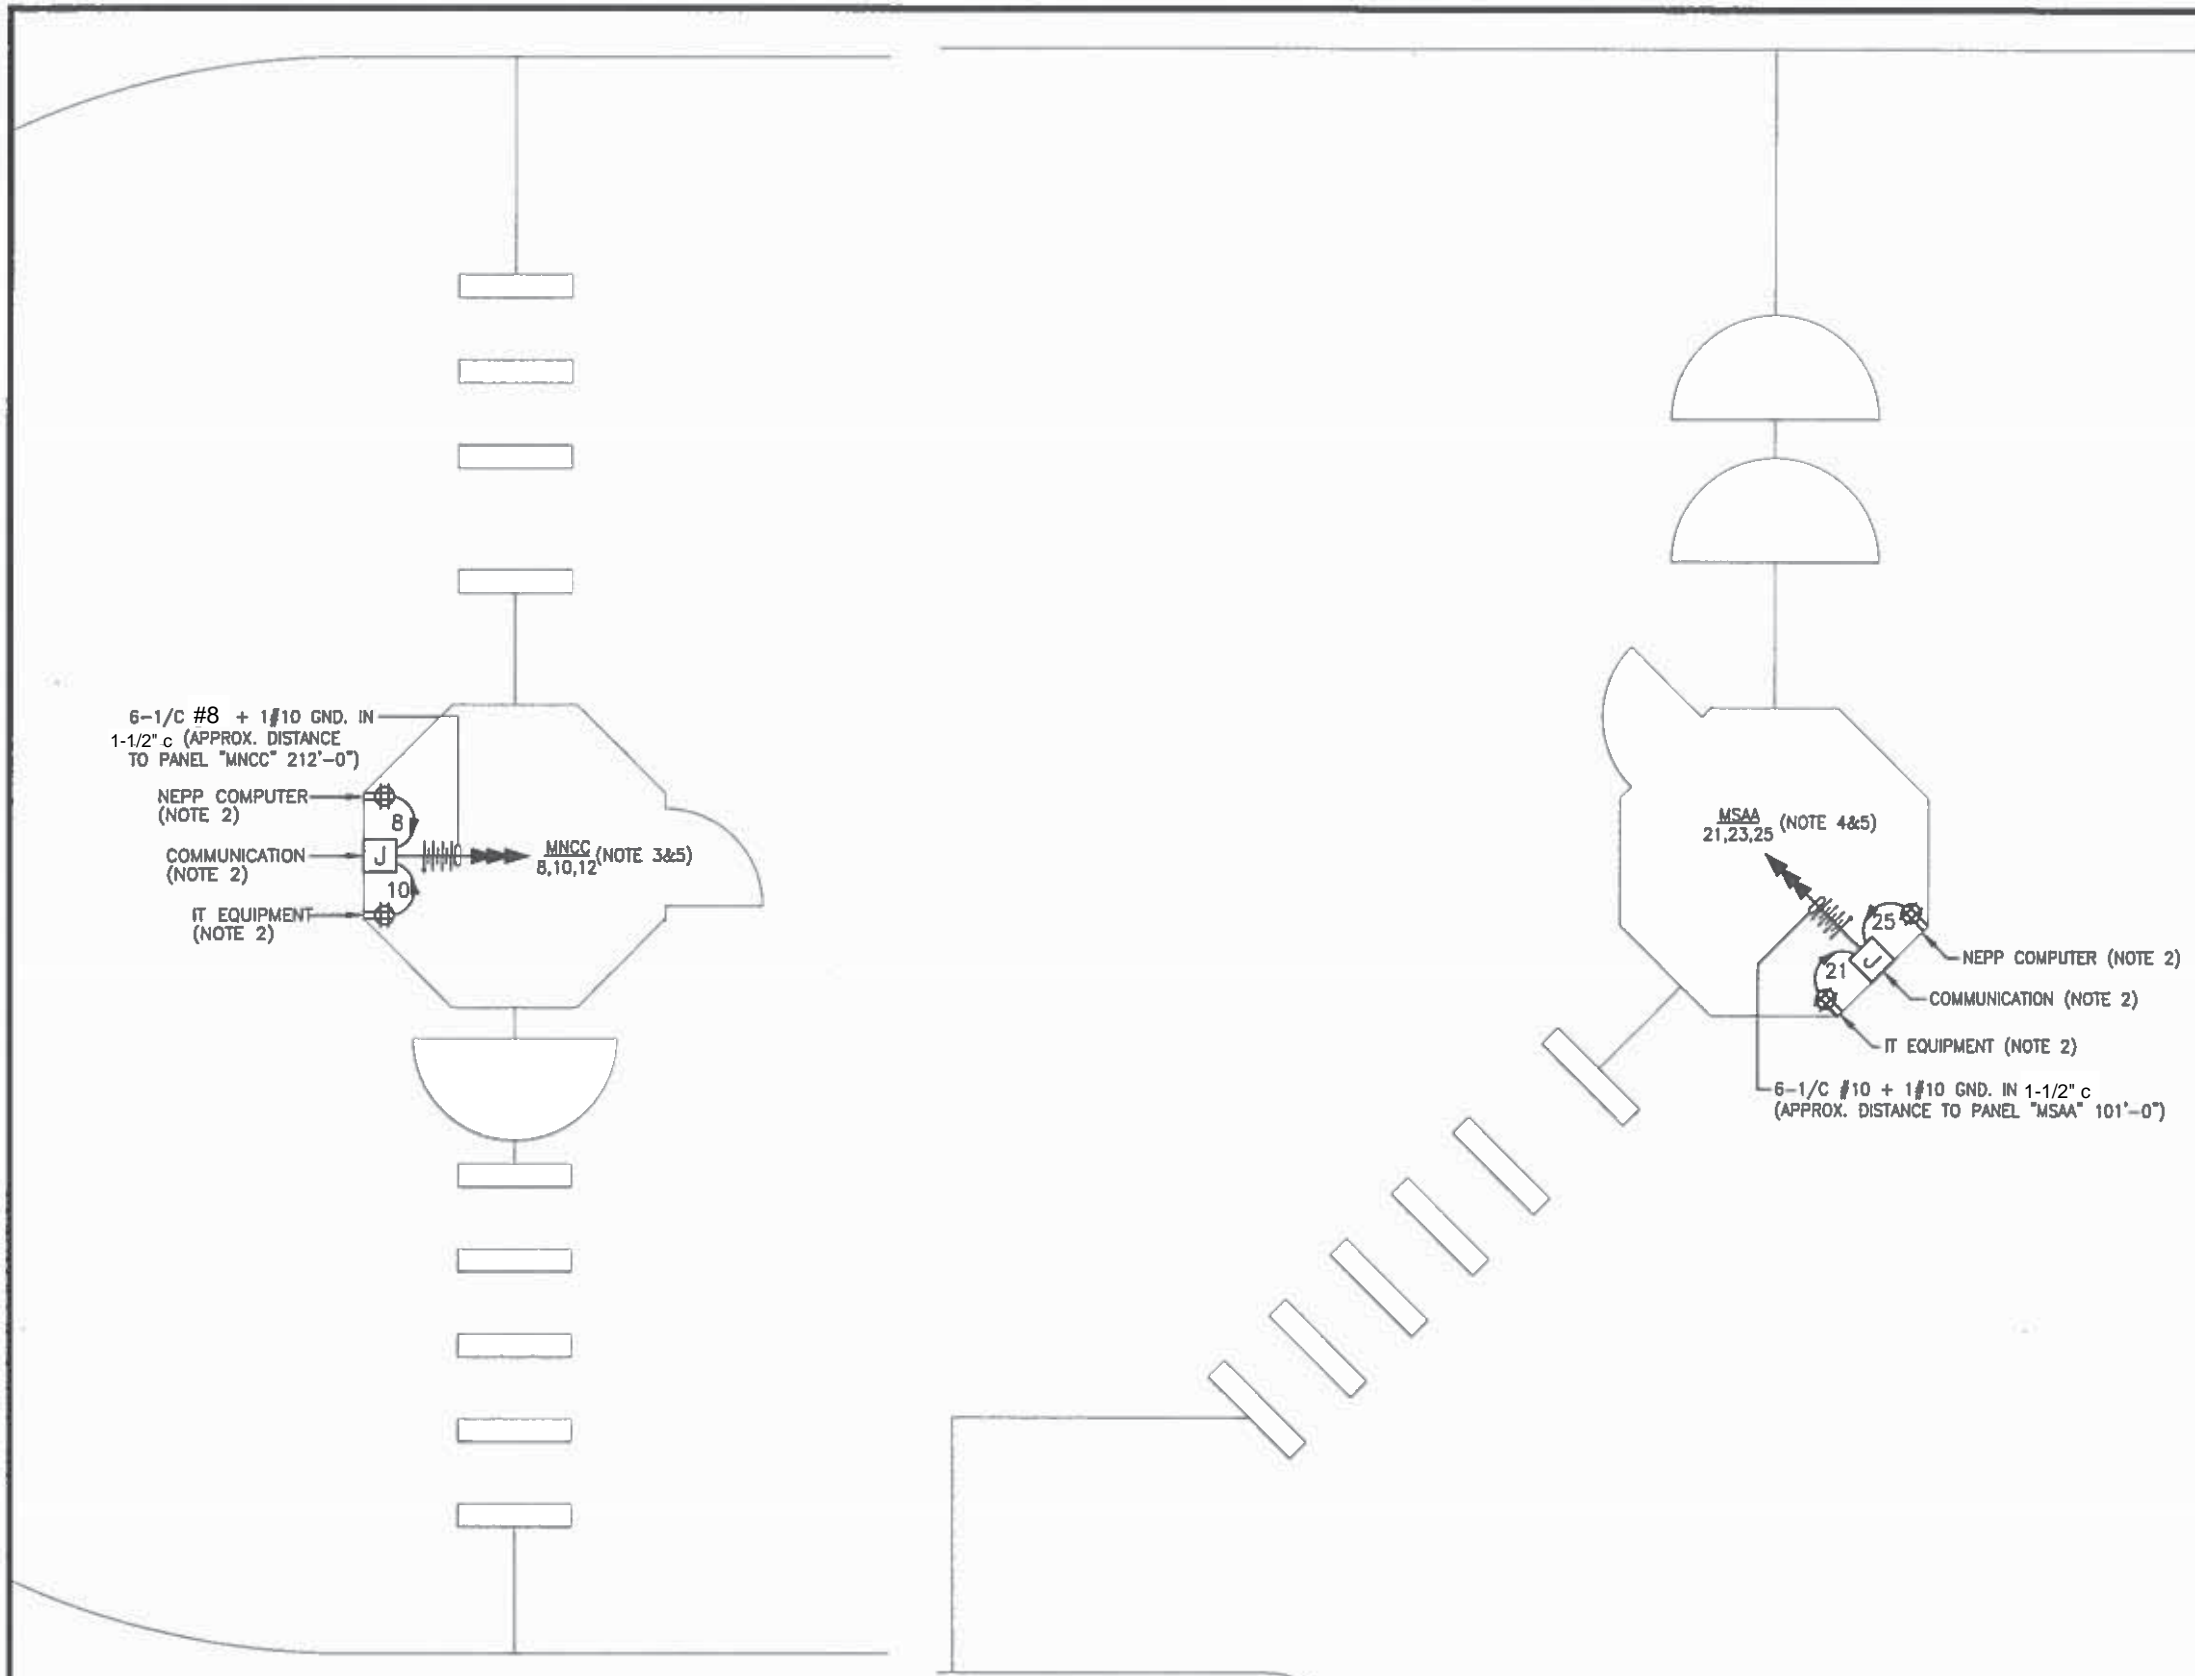 6-1/C #8 + 1#10 GND. IN
1-1/2" c (APPROX. DISTANCE
TO PANEL "MNCC" 212'-0")
NEPP COMPUTER
(NOTE 2)
8
COMMUNICATION
(NOTE 2)
J
MNCC (NOTE 3&5)
8,10,12
10
IT EQUIPMENT
(NOTE 2)
MSAA (NOTE 4&5)
21,23,25
25
NEPP COMPUTER (NOTE 2)
21
J
COMMUNICATION (NOTE 2)
IT EQUIPMENT (NOTE 2)
6-1/C #10 + 1#10 GND. IN 1-1/2" c
(APPROX. DISTANCE TO PANEL "MSAA" 101'-0")